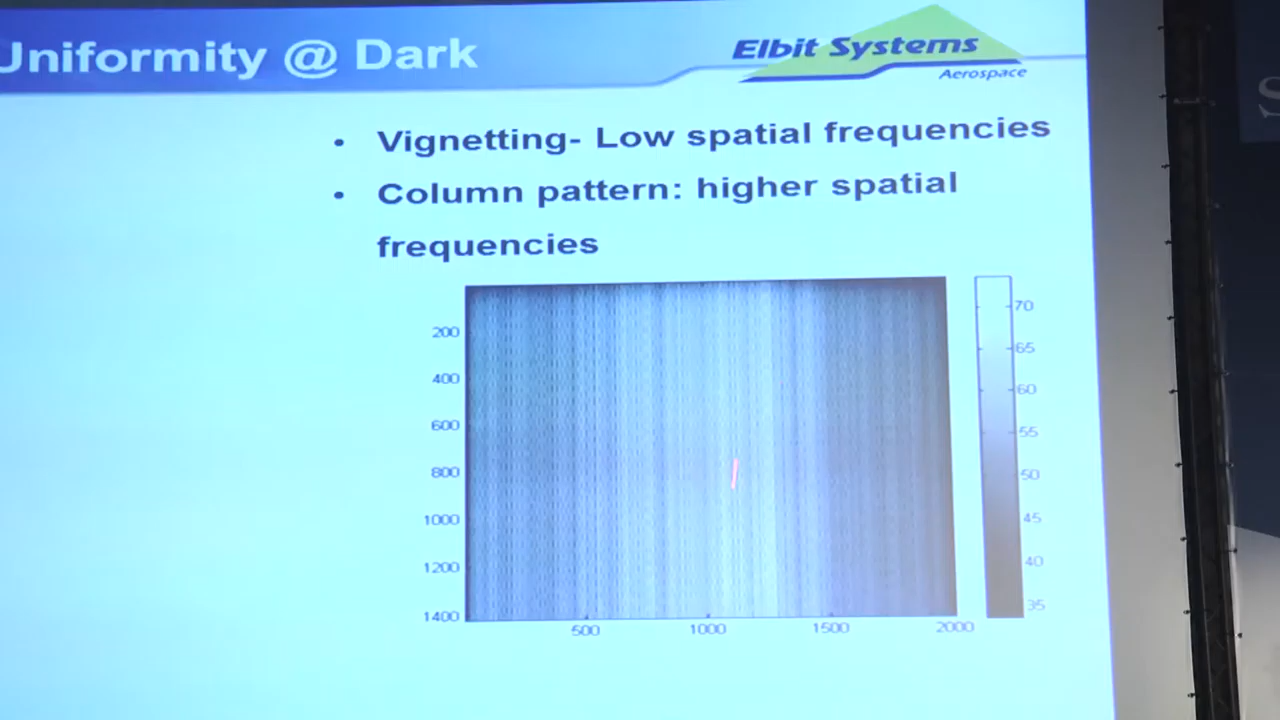 Uniformity @ Dark
Elbit Systems
Aerospace
• Vignetting- Low spatial frequencies
• Column pattern: higher spatial
frequencies
200
400
600
800
1000
1200
1400
500
1000
1500
2000
70
65
60
55
50
45
40
35
S